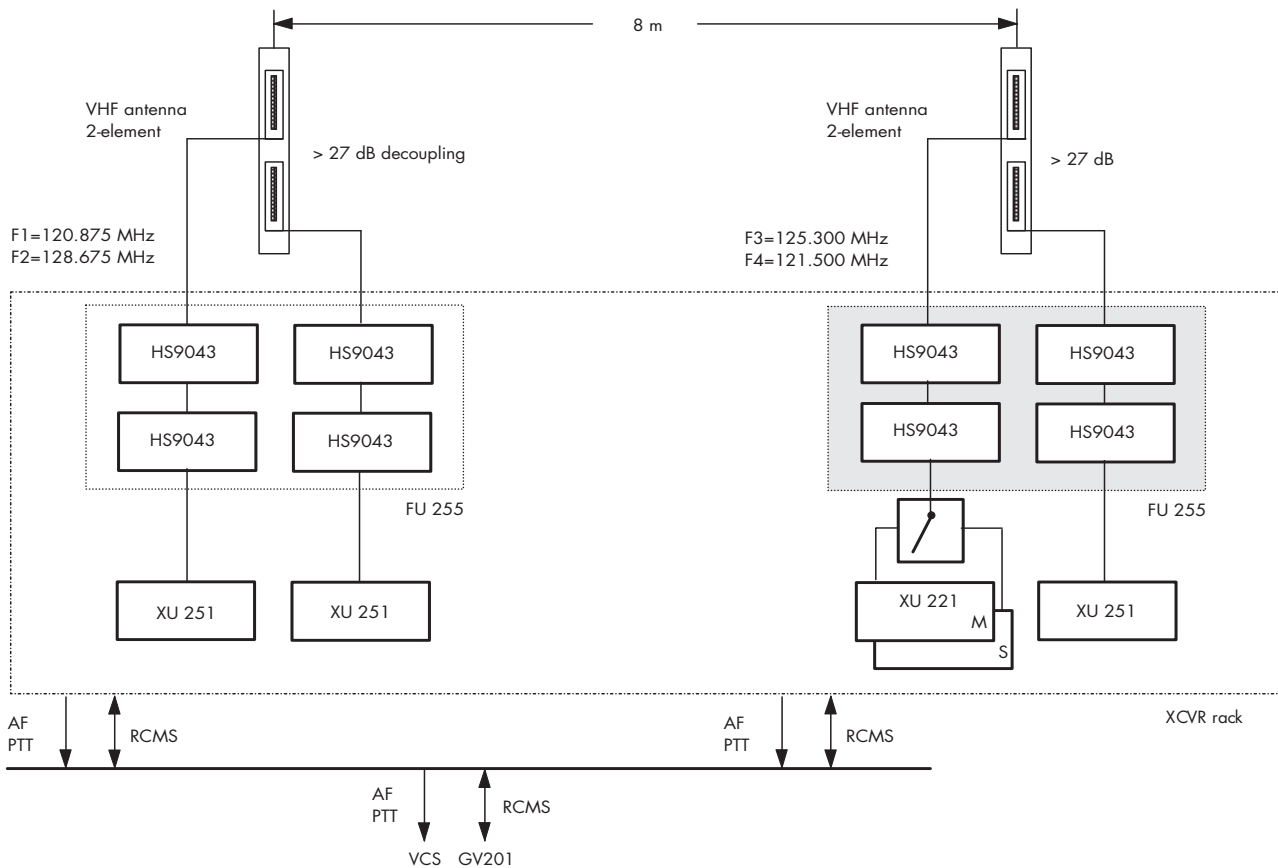 8 m
VHF antenna
2-element
> 27 dB decoupling
VHF antenna
2-element
> 27 dB
F1=120.875 MHz
F2=128.675 MHz
F3=125.300 MHz
F4=121.500 MHz
HS9043
HS9043
HS9043
HS9043
HS9043
HS9043
HS9043
HS9043
FU 255
FU 255
XU 251
XU 251
XU 221
M
S
XU 251
XCVR rack
AF
PTT
RCMS
AF
PTT
RCMS
AF
PTT
RCMS
VCS
GV201